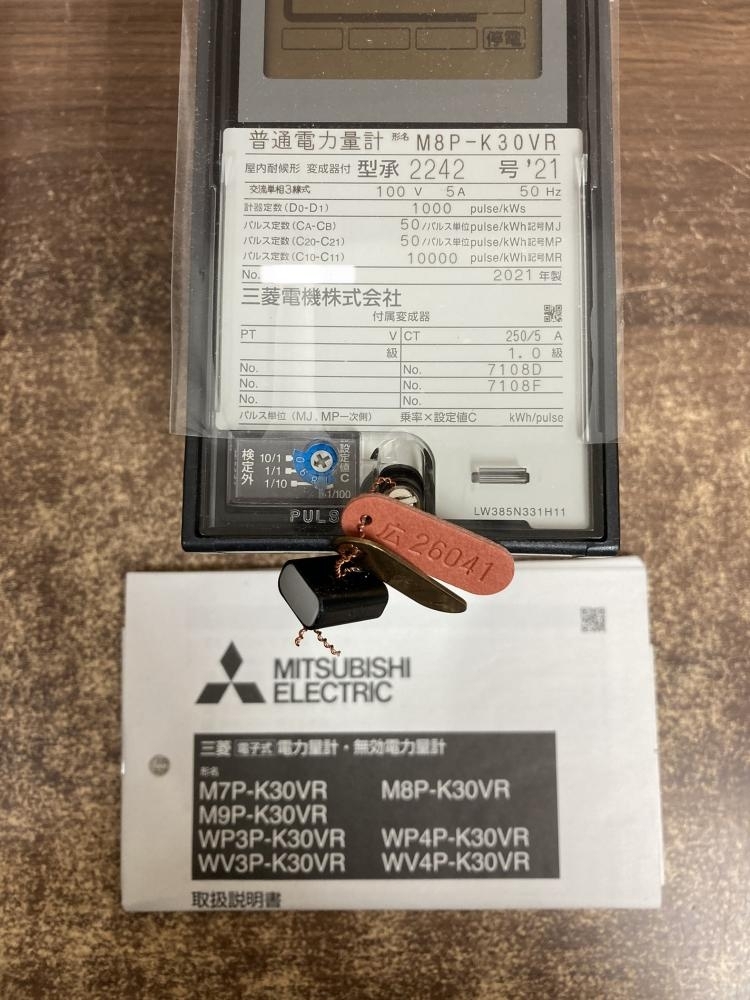 停電
普通電力量計 形名 M8P-K30VR
屋内耐候形 変成器付 型承 2242 号 '21
交流単相3線式 100 V 5A 50 Hz
計器定数(D0-D1) 1000 pulse/kWs
パルス定数(CA-CB) 50/パルス単位 pulse/kWh 記号MJ
パルス定数(C20-C21) 50/パルス単位 pulse/kWh 記号MP
パルス定数(C10-C11) 10000 pulse/kWh 記号MR
No. 2021 年製
三菱電機株式会社
付属変成器
PT V CT 250/5 A
級 1.0 級
No. No. 7108D
No. No. 7108F
No. No.
パルス単位(MJ、MP一次側) 乗率×設定値C kWh/pulse
検定外
10/1
1/1
1/10
1/100
設定値C
PULS
LW385N331H11
広 26041
MITSUBISHI
ELECTRIC
三菱 電子式 電力量計・無効電力量計
形名
M7P-K30VR M8P-K30VR
M9P-K30VR
WP3P-K30VR WP4P-K30VR
WV3P-K30VR WV4P-K30VR
取扱説明書